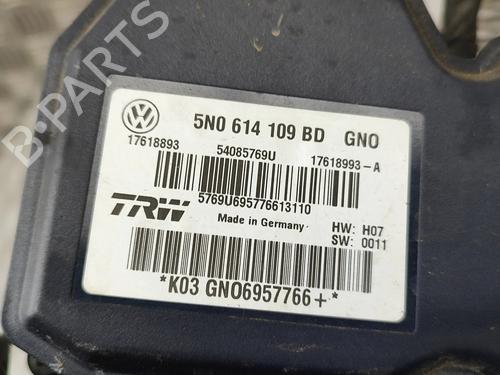 5N0 614 109 BD GNO
17618893 54085769U 17618993-A
TRW 5769U695776613110
Made in Germany HW: H07
SW: 0011
*K03 GNO6957766+*